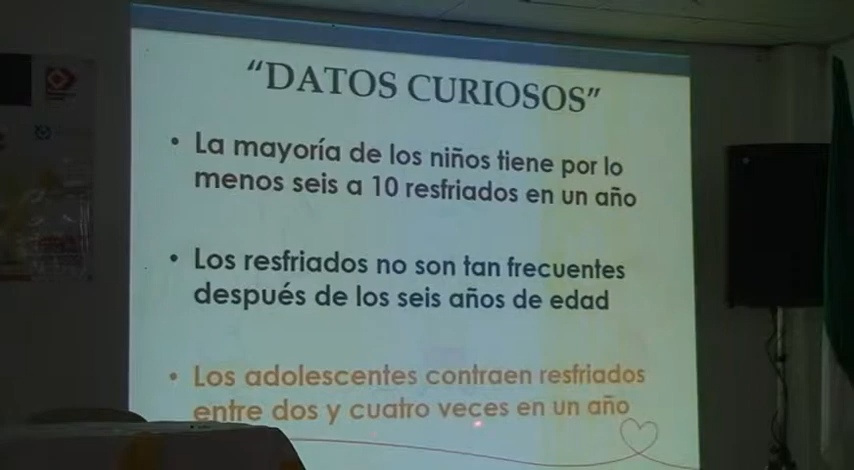 “DATOS CURIOSOS”
• La mayoría de los niños tiene por lo
menos seis a 10 resfriados en un año
• Los resfriados no son tan frecuentes
después de los seis años de edad
• Los adolescentes contraen resfriados
entre dos y cuatro veces en un año